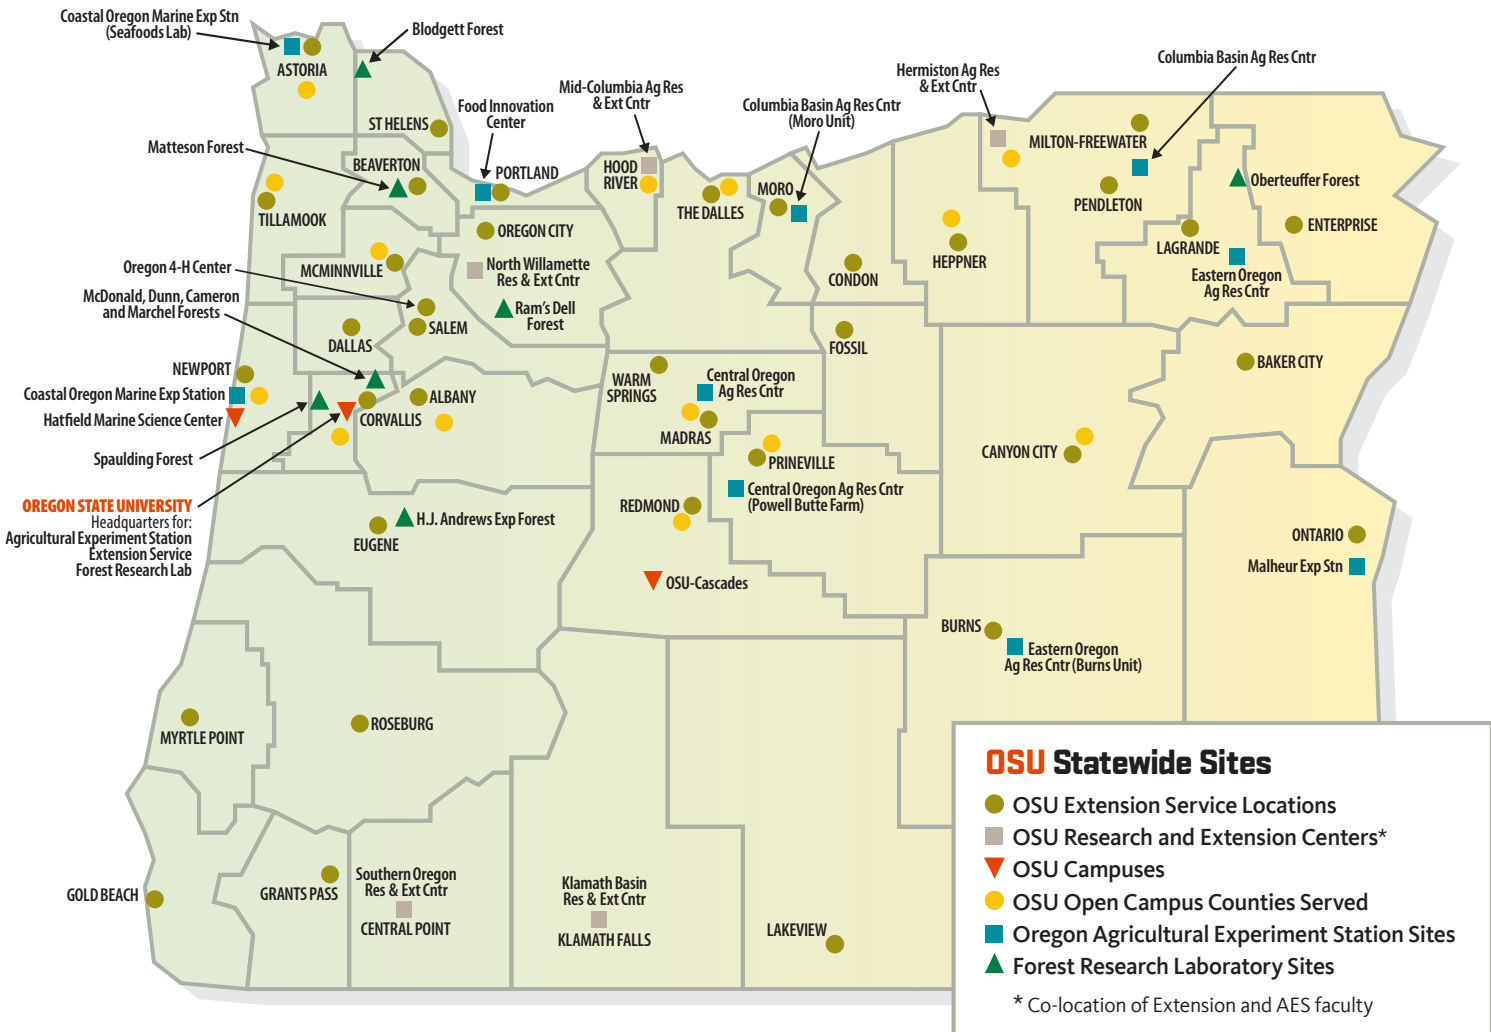 Coastal Oregon Marine Exp Stn
(Seafoods Lab)
Blodgett Forest
ASTORIA
Columbia Basin Ag Res Cntr
Hermiston Ag Res
& Ext Cntr
Mid-Columbia Ag Res
& Ext Cntr
Columbia Basin Ag Res Cntr
(Moro Unit)
Food Innovation
Center
ST HELENS
Matteson Forest
BEAVERTON
PORTLAND
HOOD
RIVER
MORO
MILTON-FREEWATER
Oberteuffer Forest
TILLAMOOK
THE DALLES
PENDLETON
ENTERPRISE
OREGON CITY
LAGRANDE
HEPPNER
Oregon 4-H Center
MCMINNVILLE
North Willamette
Res & Ext Cntr
CONDON
Eastern Oregon
Ag Res Cntr
McDonald, Dunn, Cameron
and Marchel Forests
Ram's Dell
Forest
SALEM
DALLAS
FOSSIL
BAKER CITY
NEWPORT
WARM
SPRINGS
Central Oregon
Ag Res Cntr
Coastal Oregon Marine Exp Station
ALBANY
Hatfield Marine Science Center
CORVALLIS
MADRAS
Spaulding Forest
PRINEVILLE
CANYON CITY
OREGON STATE UNIVERSITY
Headquarters for:
Agricultural Experiment Station
Extension Service
Forest Research Lab
REDMOND
Central Oregon Ag Res Cntr
(Powell Butte Farm)
H.J. Andrews Exp Forest
EUGENE
ONTARIO
Malheur Exp Stn
OSU-Cascades
BURNS
Eastern Oregon
Ag Res Cntr (Burns Unit)
MYRTLE POINT
ROSEBURG
GOLD BEACH
GRANTS PASS
Southern Oregon
Res & Ext Cntr
CENTRAL POINT
Klamath Basin
Res & Ext Cntr
KLAMATH FALLS
LAKEVIEW
OSU Statewide Sites
OSU Extension Service Locations
OSU Research and Extension Centers*
OSU Campuses
OSU Open Campus Counties Served
Oregon Agricultural Experiment Station Sites
Forest Research Laboratory Sites
* Co-location of Extension and AES faculty